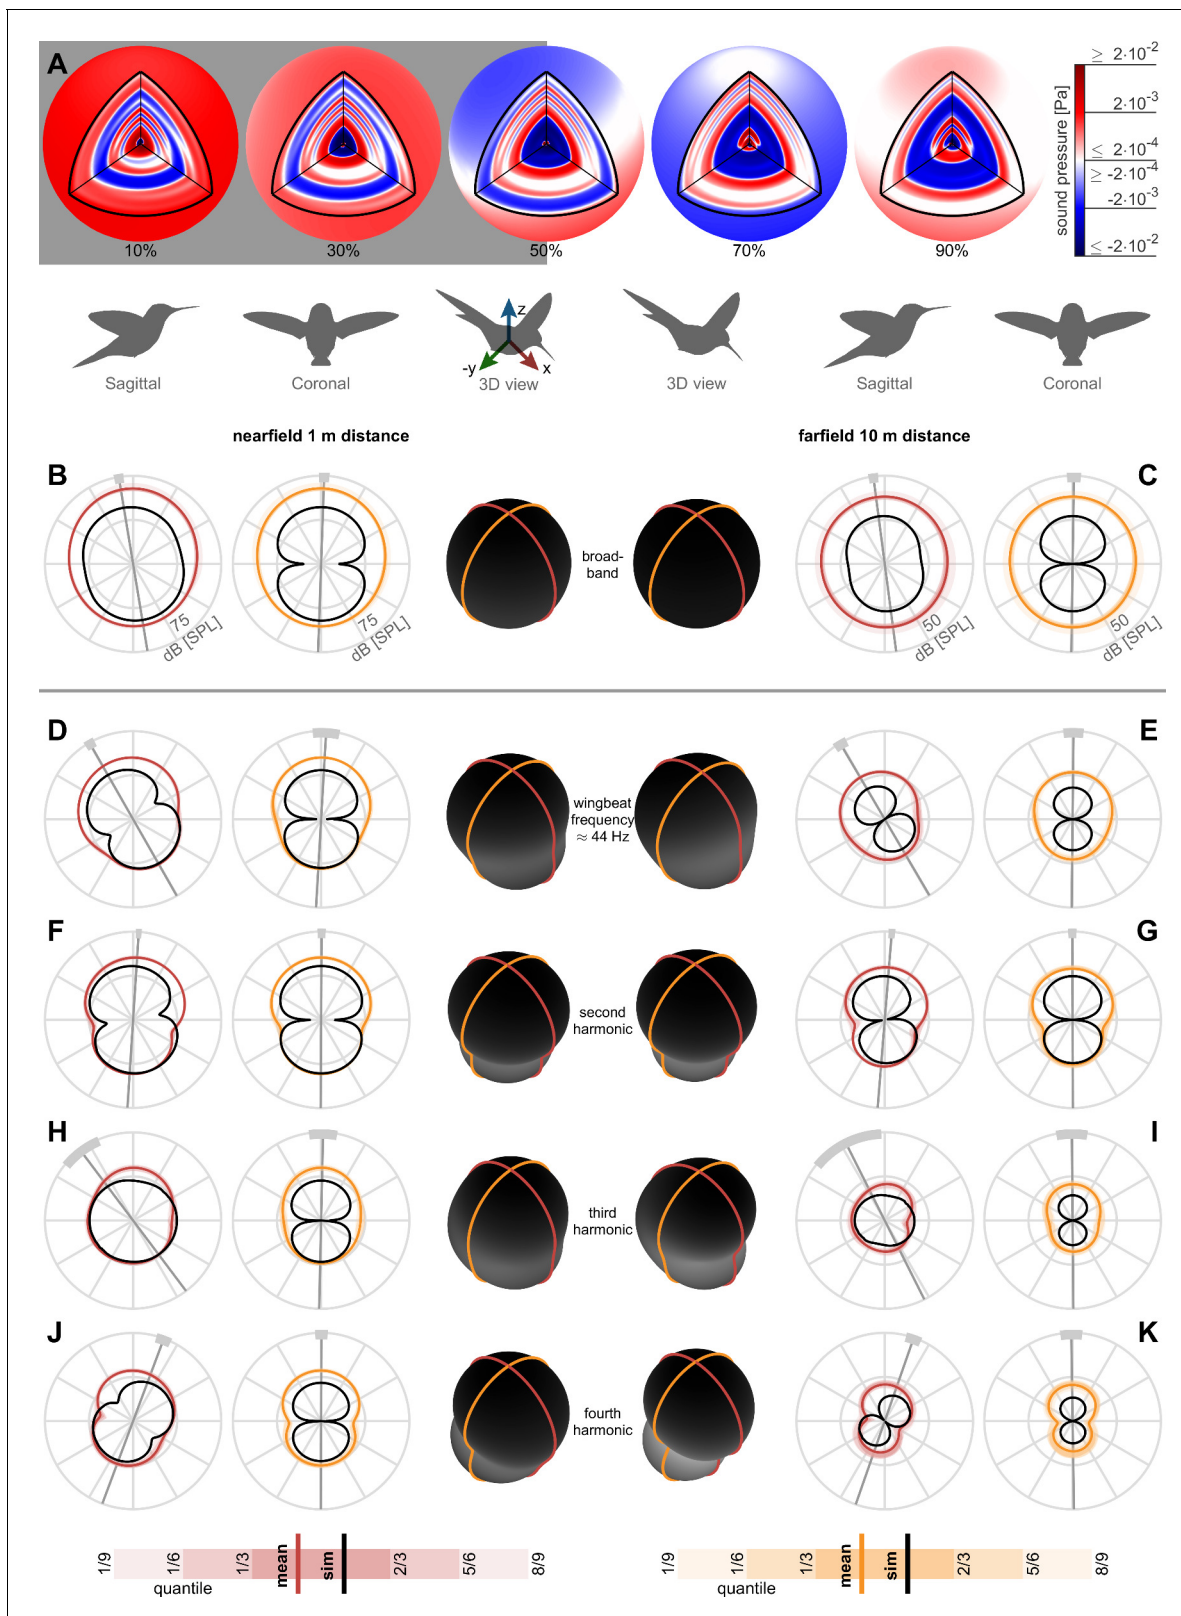 A
10%
30%
50%
70%
90%
sound pressure [Pa]
≥ 2·10⁻²
2·10⁻³
≤ 2·10⁻⁴
≥ -2·10⁻⁴
-2·10⁻³
≤ -2·10⁻²
z
-y
x
Sagittal
Coronal
3D view
3D view
Sagittal
Coronal
nearfield 1 m distance
farfield 10 m distance
B
75
dB [SPL]
75
dB [SPL]
broad-
band
C
50
dB [SPL]
50
dB [SPL]
D
wingbeat
frequency
≈ 44 Hz
E
F
second
harmonic
G
H
third
harmonic
I
J
fourth
harmonic
K
1/9
1/6
1/3
mean
sim
2/3
5/6
8/9
quantile
1/9
1/6
1/3
mean
sim
2/3
5/6
8/9
quantile